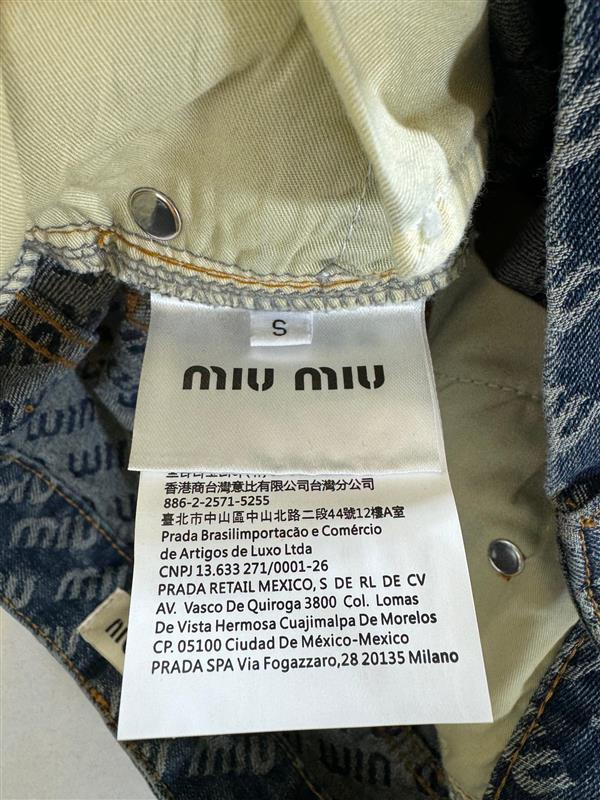 S
miu miu
香港商台灣意比有限公司台灣分公司
886-2-2571-5255
臺北市中山區中山北路二段44號12樓A室
Prada Brasilimportacão e Comércio
de Artigos de Luxo Ltda
CNPJ 13.633 271/0001-26
PRADA RETAIL MEXICO, S DE RL DE CV
AV. Vasco De Quiroga 3800 Col. Lomas
De Vista Hermosa Cuajimalpa De Morelos
CP. 05100 Ciudad De México-Mexico
PRADA SPA Via Fogazzaro,28 20135 Milano